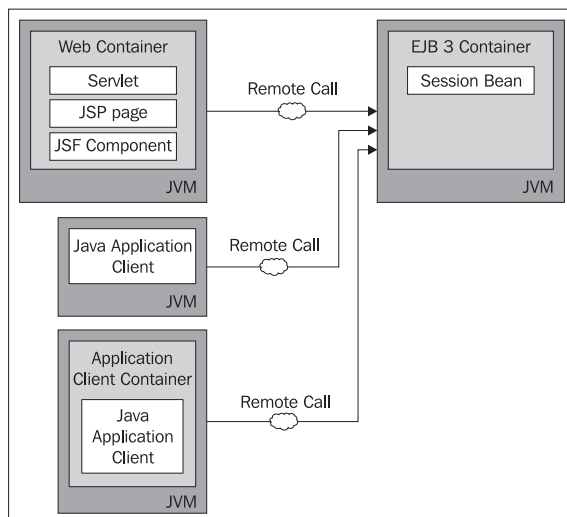 Web Container
Servlet
JSP page
JSF Component
JVM
Remote Call
EJB 3 Container
Session Bean
JVM
Java Application
Client
JVM
Remote Call
Application
Client Container
Java
Application
Client
JVM
Remote Call